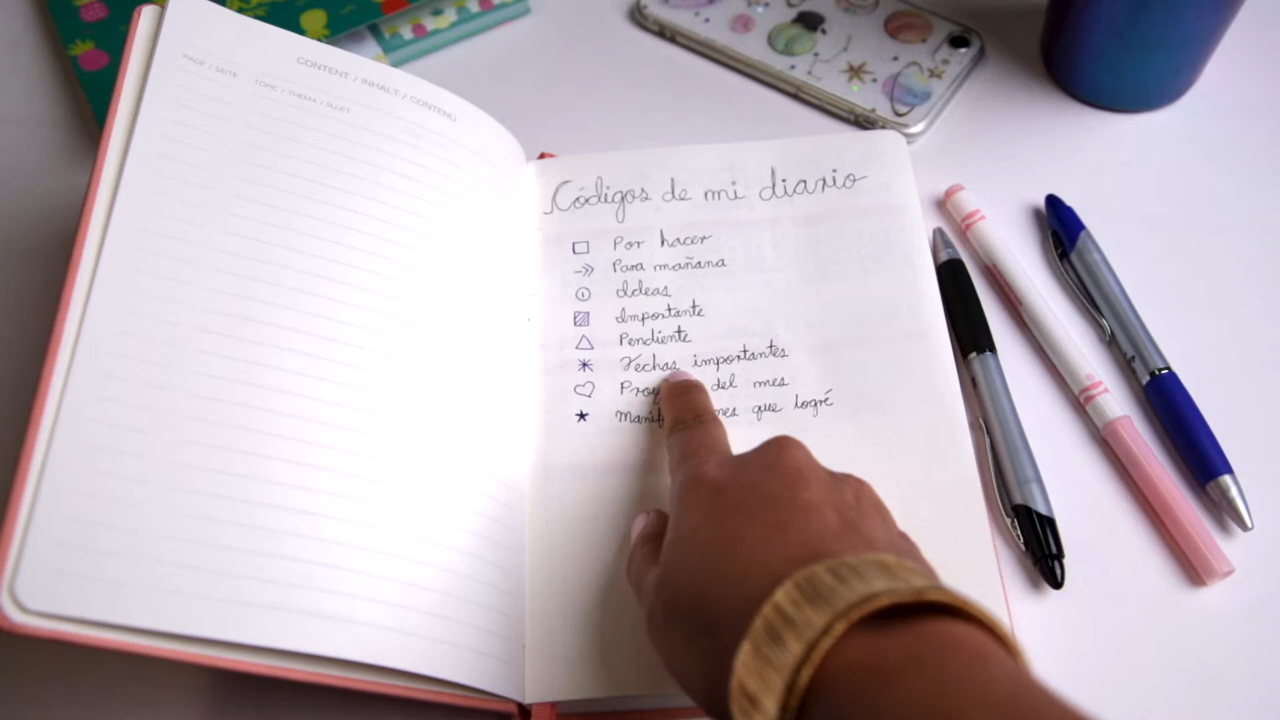 CONTENT / INHALT / CONTENU
PAGE / SEITE
TOPIC / THEMA / SUJET
Códigos de mi diario
Por hacer
Para mañana
Ideas
Importante
Pendiente
Fechas importantes
del mes
que logré